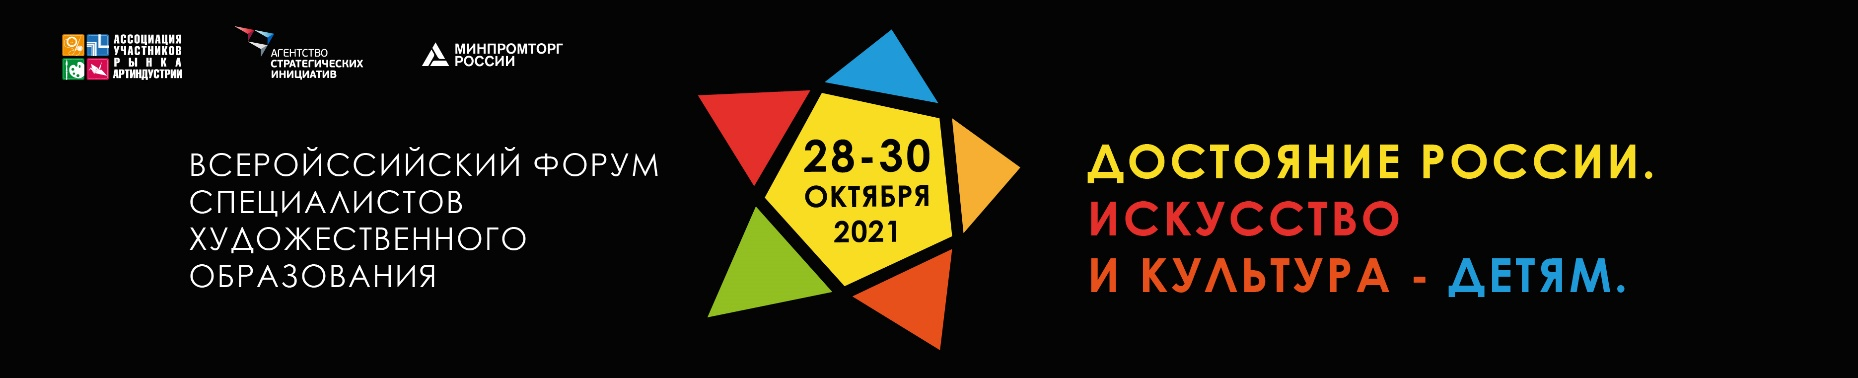 АССОЦИАЦИЯ
УЧАСТНИКОВ
РЫНКА
АРТИНДУСТРИИ
АГЕНТСТВО
СТРАТЕГИЧЕСКИХ
ИНИЦИАТИВ
МИНПРОМТОРГ
РОССИИ
ВСЕРОЙССИЙСКИЙ ФОРУМ
СПЕЦИАЛИСТОВ
ХУДОЖЕСТВЕННОГО
ОБРАЗОВАНИЯ
28-30
ОКТЯБРЯ
2021
ДОСТОЯНИЕ РОССИИ.
ИСКУССТВО
И КУЛЬТУРА - ДЕТЯМ.